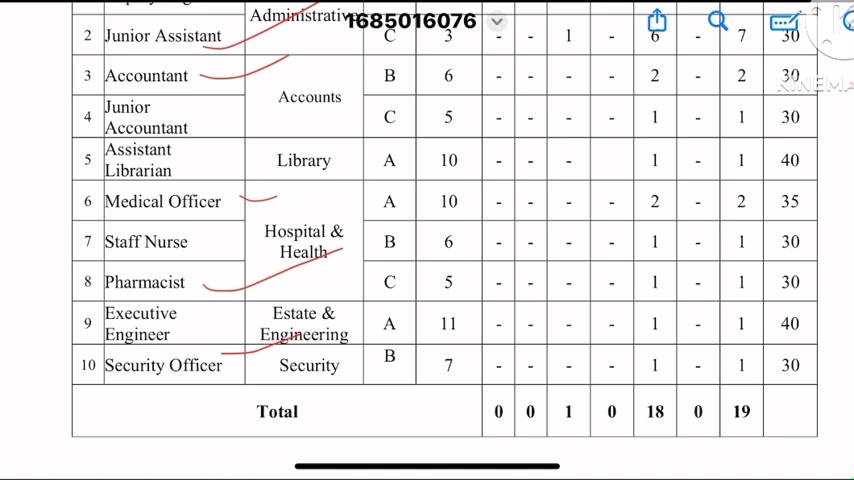 Administrative
1685016076
2 Junior Assistant C 3 - - 1 6 - 7 30
3 Accountant Accounts B 6 - - - - 2 - 2 30
4 Junior Accountant C 5 - - - - 1 - 1 30
5 Assistant Librarian Library A 10 - - - 1 - 1 40
6 Medical Officer Hospital & Health A 10 - - - - 2 - 2 35
7 Staff Nurse B 6 - - - - 1 - 1 30
8 Pharmacist C 5 - - - - 1 - 1 30
9 Executive Engineer Estate & Engineering A 11 - - - - 1 - 1 40
10 Security Officer Security B 7 - - - - 1 - 1 30
Total 0 0 1 0 18 0 19